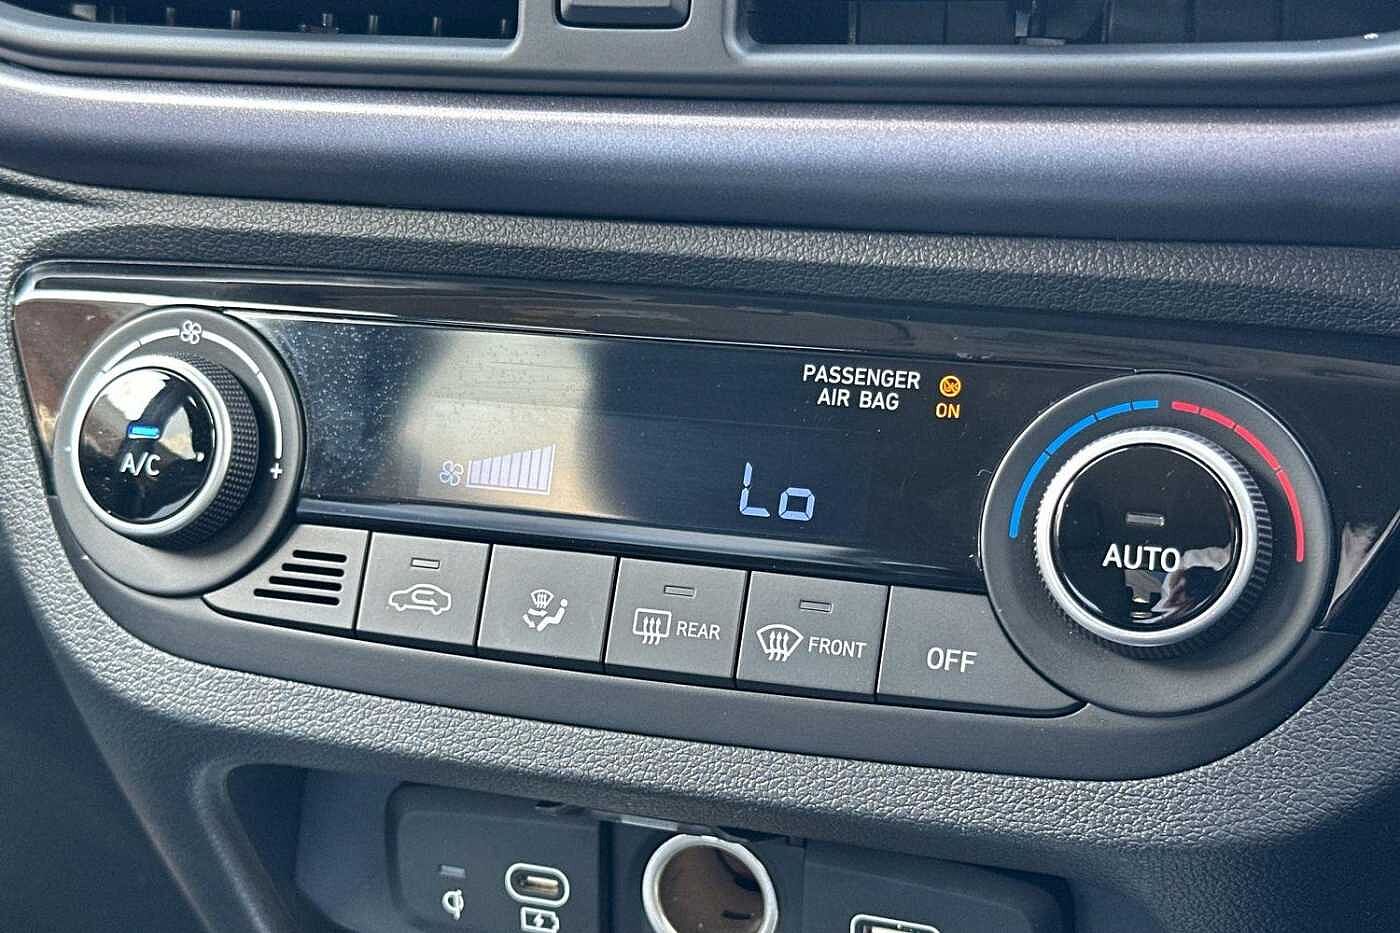 PASSENGER
AIR BAG
ON
A/C
+
Lo
AUTO
REAR
FRONT
OFF